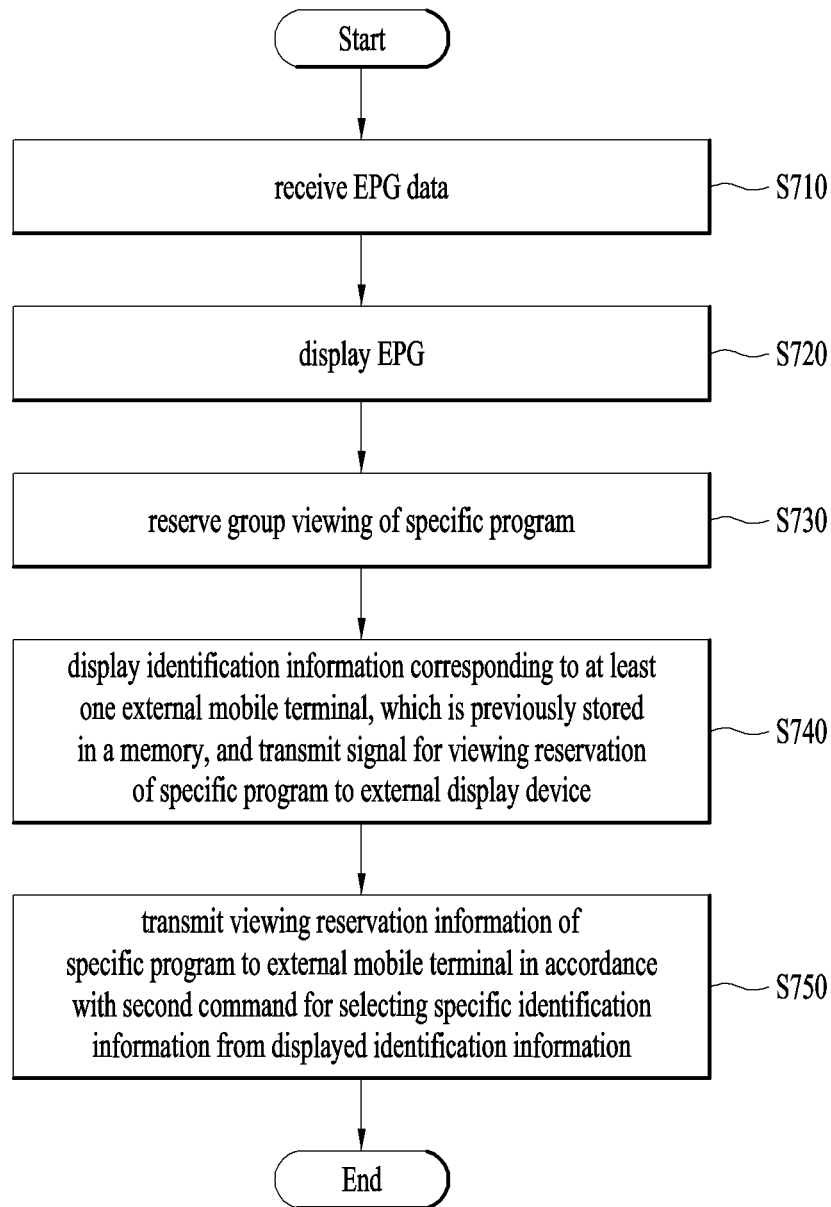 Start
receive EPG data
S710
display EPG
S720
reserve group viewing of specific program
S730
display identification information corresponding to at least
one external mobile terminal, which is previously stored
in a memory, and transmit signal for viewing reservation
of specific program to external display device
S740
transmit viewing reservation information of
specific program to external mobile terminal in accordance
with second command for selecting specific identification
information from displayed identification information
S750
End